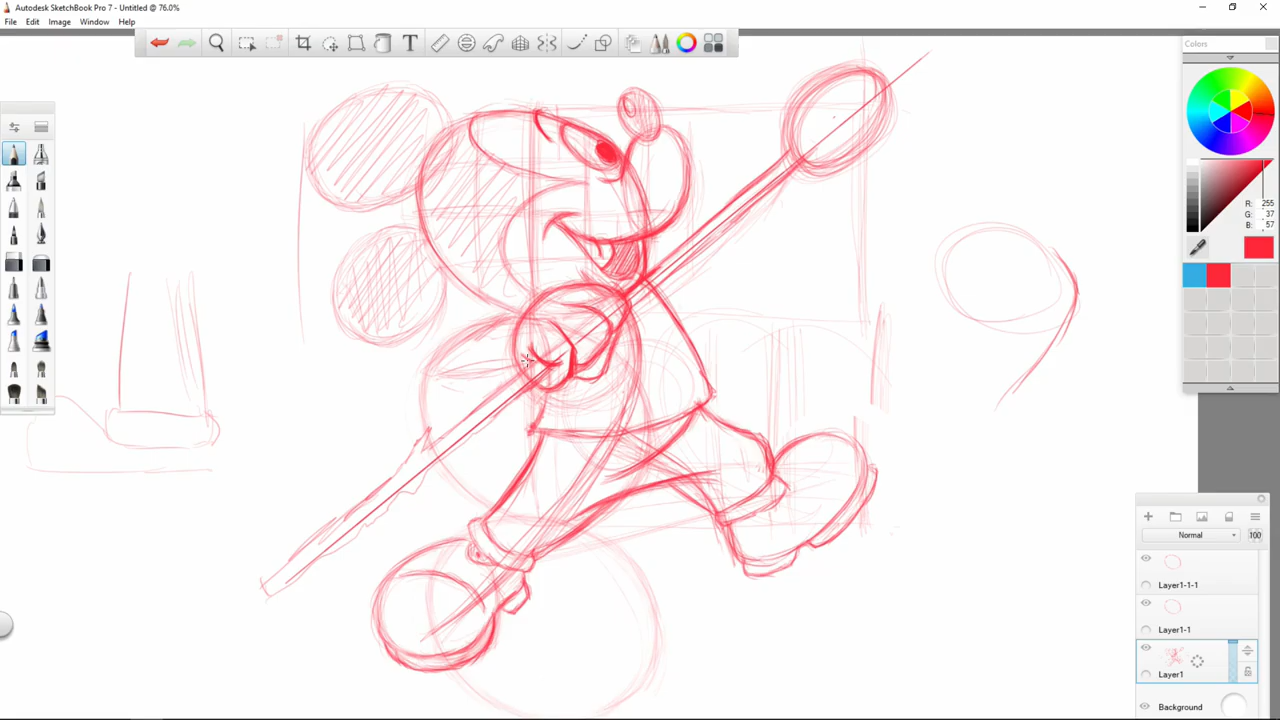 Autodesk SketchBook Pro 7 - Untitled @ 76.0%
File Edit Image Window Help
T
Colors
R: 255
G: 37
B: 57
Normal 100
Layer1-1-1
Layer1-1
Layer1
Background